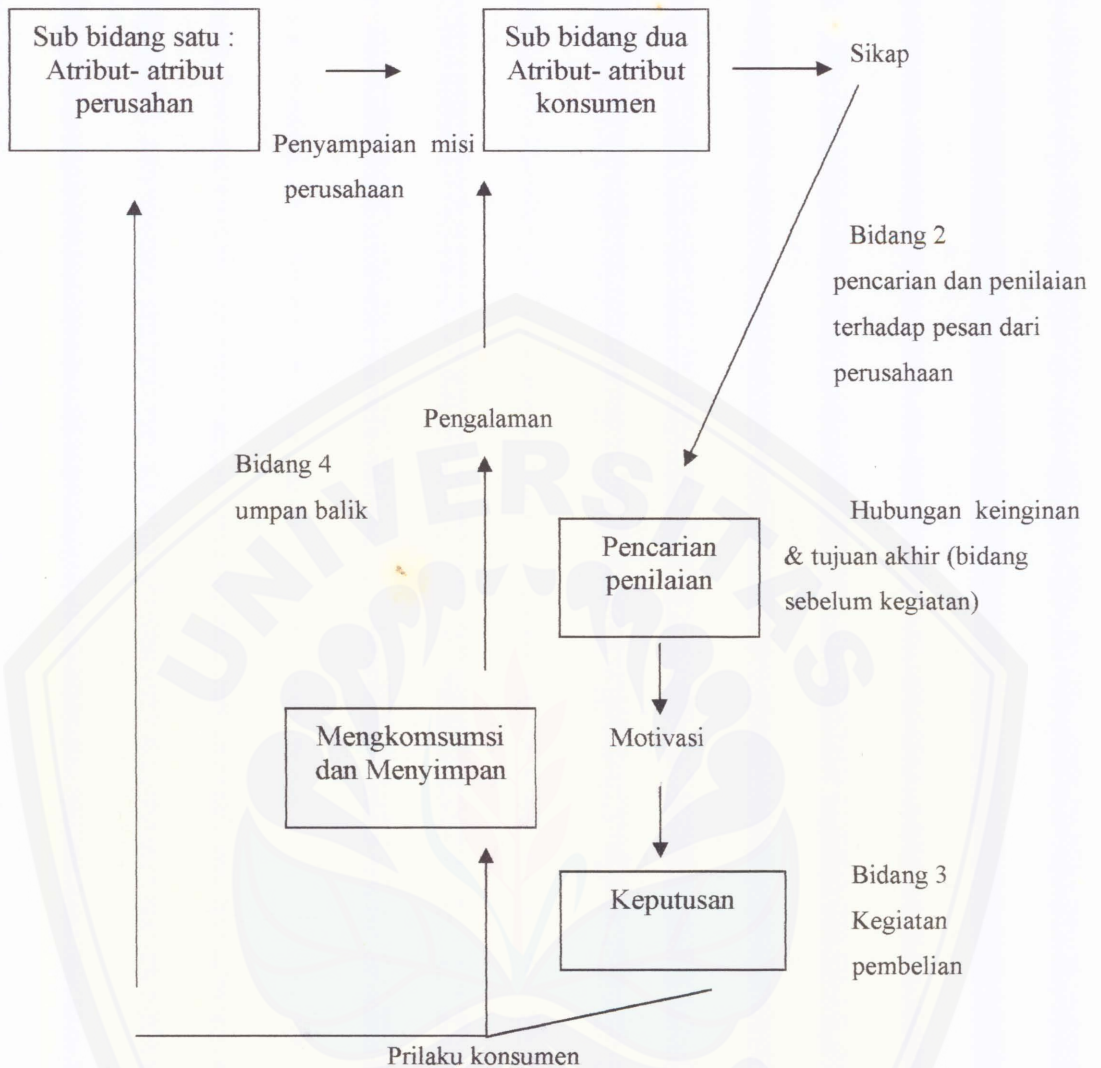 Sub bidang satu :
Atribut- atribut
perusahan
Sub bidang dua
Atribut- atribut
konsumen
Sikap
Penyampaian misi
perusahaan
Bidang 2
pencarian dan penilaian
terhadap pesan dari
perusahaan
Pengalaman
Bidang 4
umpan balik
Pencarian
penilaian
Hubungan keinginan
& tujuan akhir (bidang
sebelum kegiatan)
Mengkomsumsi
dan Menyimpan
Motivasi
Keputusan
Bidang 3
Kegiatan
pembelian
Prilaku konsumen
UNIVERSITAS